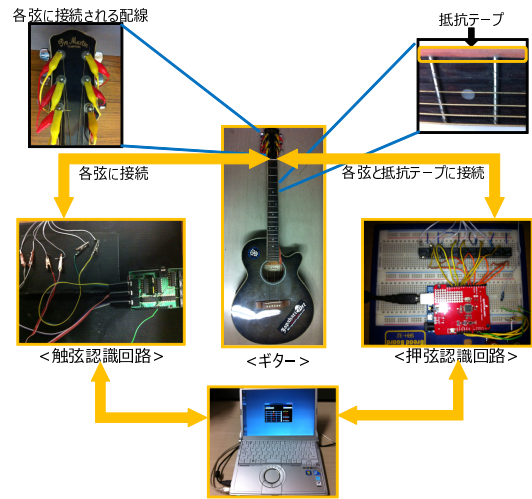 各弦に接続される配線
抵抗テープ
各弦に接続
各弦と抵抗テープに接続
<触弦認識回路>
<ギター>
<押弦認識回路>